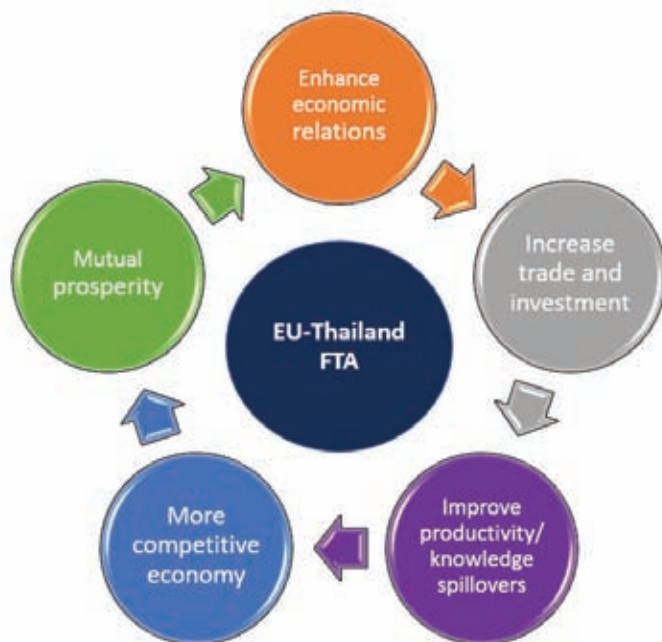 Enhance
economic
relations
Increase
trade and
investment
Improve
productivity/
knowledge
spillovers
More
competitive
economy
Mutual
prosperity
EU-Thailand
FTA